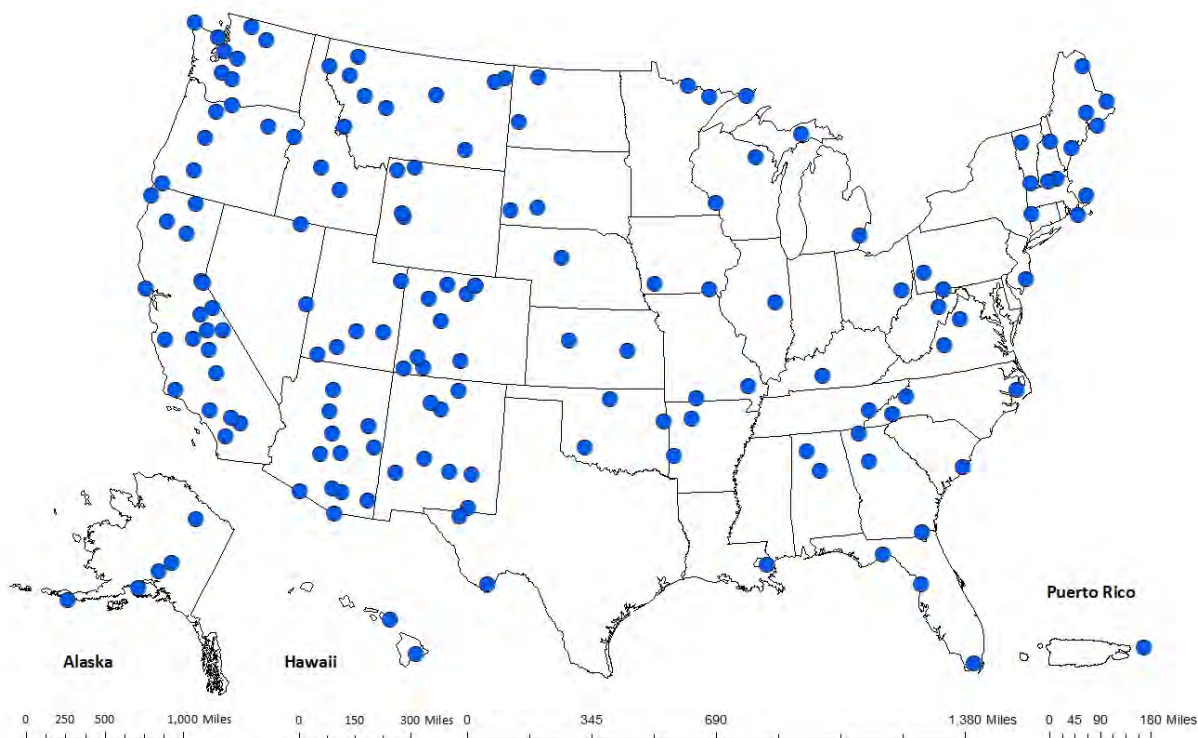 Puerto Rico
Alaska
Hawaii
0 250 500 1,000 Miles
0 150 300 Miles
0 345 690 1,380 Miles
0 45 90 180 Miles